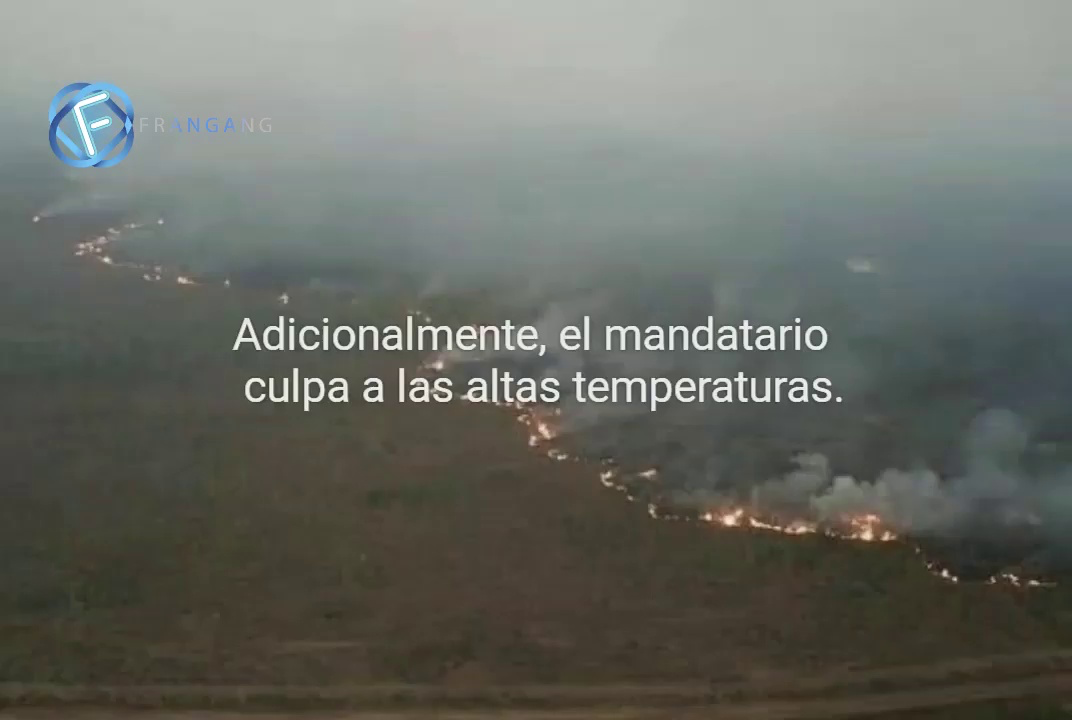 F FRANGANG
Adicionalmente, el mandatario
culpa a las altas temperaturas.